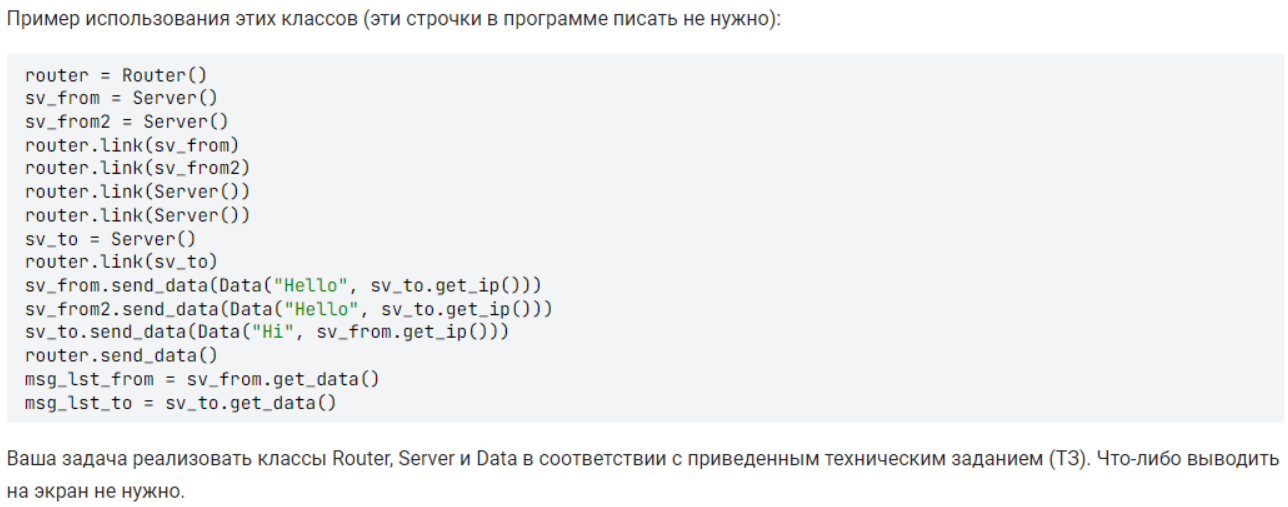 Пример использования этих классов (эти строчки в программе писать не нужно):
router = Router()
sv_from = Server()
sv_from2 = Server()
router.link(sv_from)
router.link(sv_from2)
router.link(Server())
router.link(Server())
sv_to = Server()
router.link(sv_to)
sv_from.send_data(Data("Hello", sv_to.get_ip()))
sv_from2.send_data(Data("Hello", sv_to.get_ip()))
sv_to.send_data(Data("Hi", sv_from.get_ip()))
router.send_data()
msg_lst_from = sv_from.get_data()
msg_lst_to = sv_to.get_data()
Ваша задача реализовать классы Router, Server и Data в соответствии с приведенным техническим заданием (ТЗ). Что-либо выводить
на экран не нужно.